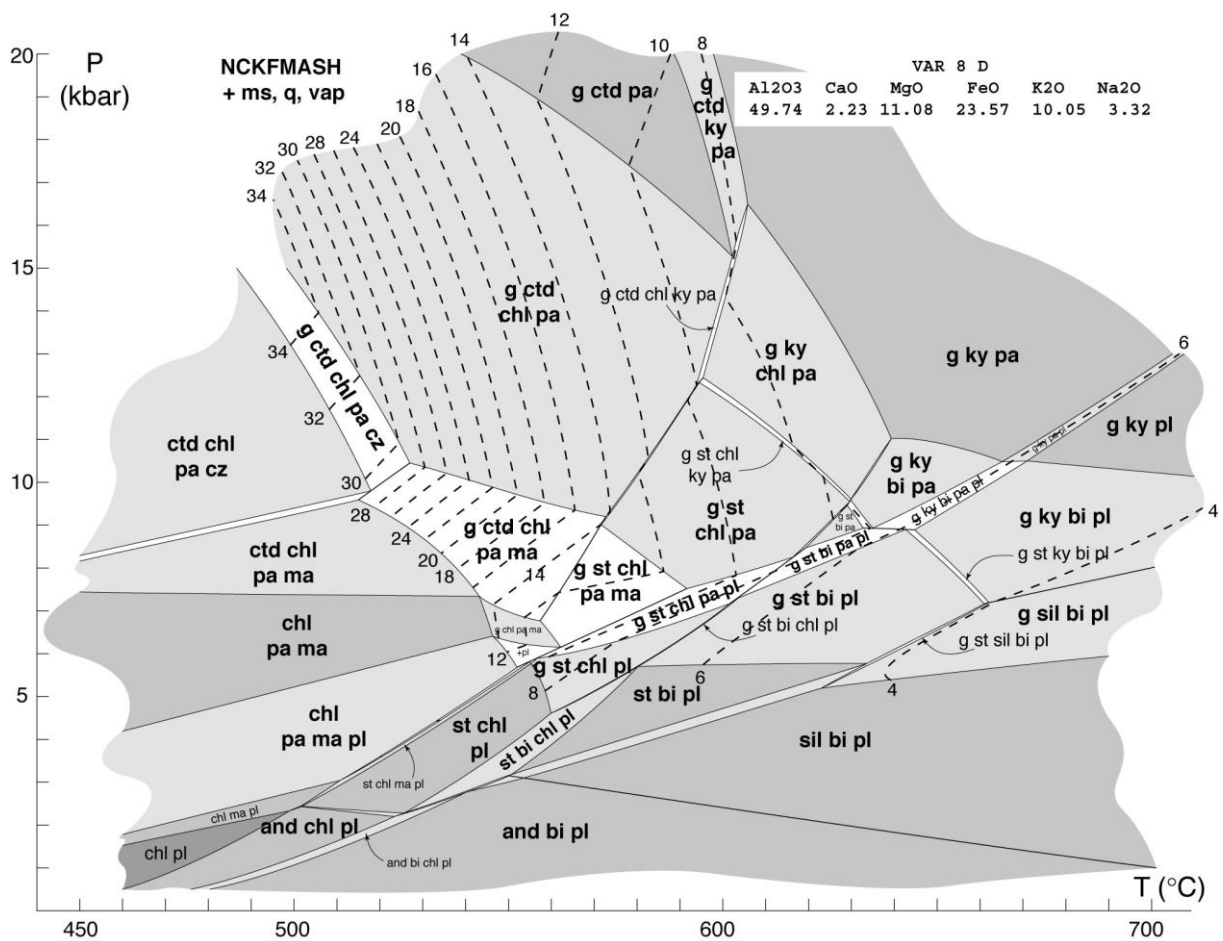 12
20
14
10
8
P
(kbar)
NCKFMASH
+ ms, q, vap
16
g ctd pa
g
ctd
ky
pa
VAR 8 D
Al2O3 CaO MgO FeO K2O Na2O
49.74 2.23 11.08 23.57 10.05 3.32
18
20
24
28
30
32
34
15
g ctd
chl pa
g ctd chl ky pa
34
g ctd chl pa cz
g ky
chl pa
g ky pa
6
32
ctd chl
pa cz
g ky pa pl
g ky pl
10
30
g st chl
ky pa
g ky
bi pa
28
g st
chl pa
g ky bi pa pl
4
24
g ctd chl
pa ma
g st
bi pa
g ky bi pl
ctd chl
pa ma
20
18
14
g st chl
pa ma
g st bi pa pl
g st ky bi pl
g st chl pa pl
g st bi pl
chl
pa ma
g chl pa ma
g st bi chl pl
g sil bi pl
g st sil bi pl
12
+pl
g st chl pl
5
8
6
st bi pl
4
chl
pa ma pl
st chl
pl
st bi chl pl
sil bi pl
st chl ma pl
chl ma pl
and chl pl
and bi pl
chl pl
and bi chl pl
T (°C)
450
500
600
700